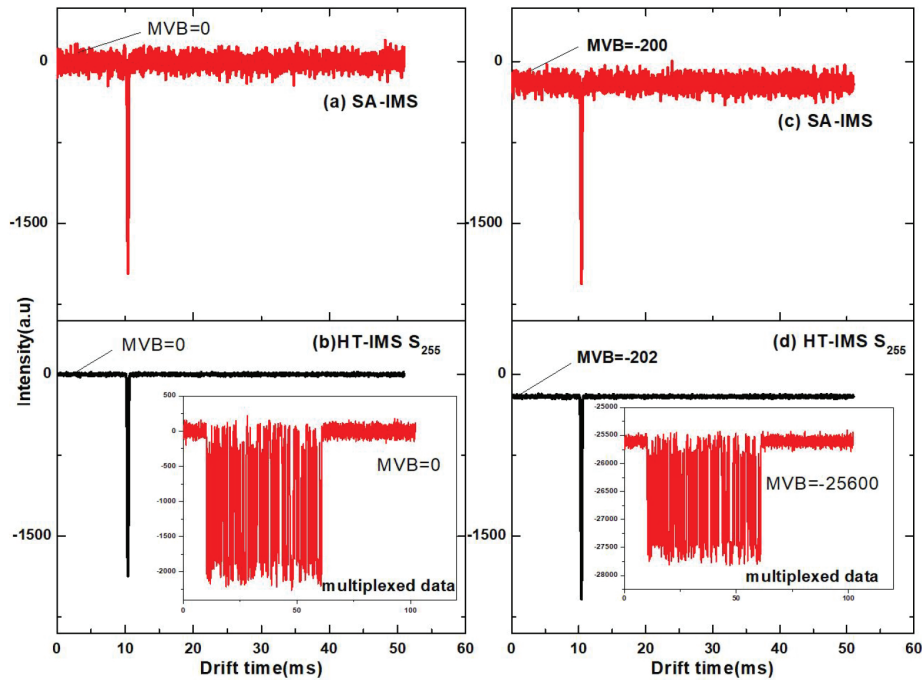 MVB=0
0
(a) SA-IMS
-1500
MVB=-200
0
(c) SA-IMS
-1500
Intensity(a.u)
(b)HT-IMS S255
MVB=0
0
-1500
500
0
-500
-1000
-1500
-2000
MVB=0
multiplexed data
0
50
100
0 10 20 30 40 50 60
Drift time(ms)
(d) HT-IMS S255
MVB=-202
-25000
-25500
-26000
-26500
-27000
-27500
-28000
MVB=-25600
multiplexed data
0
50
100
0 10 20 30 40 50 60
Drift time(ms)